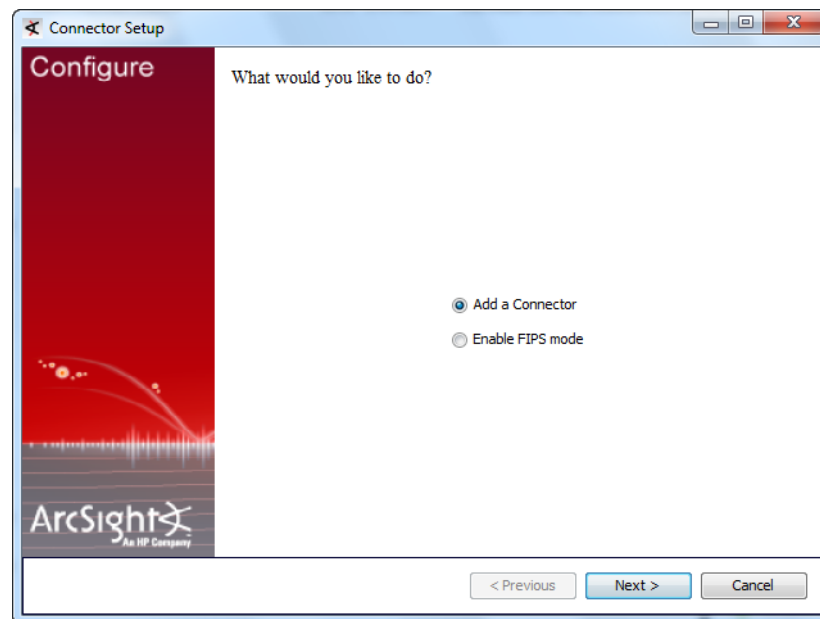 Connector Setup
Configure
What would you like to do?
Add a Connector
Enable FIPS mode
ArcSight
An HP Company
< Previous
Next >
Cancel